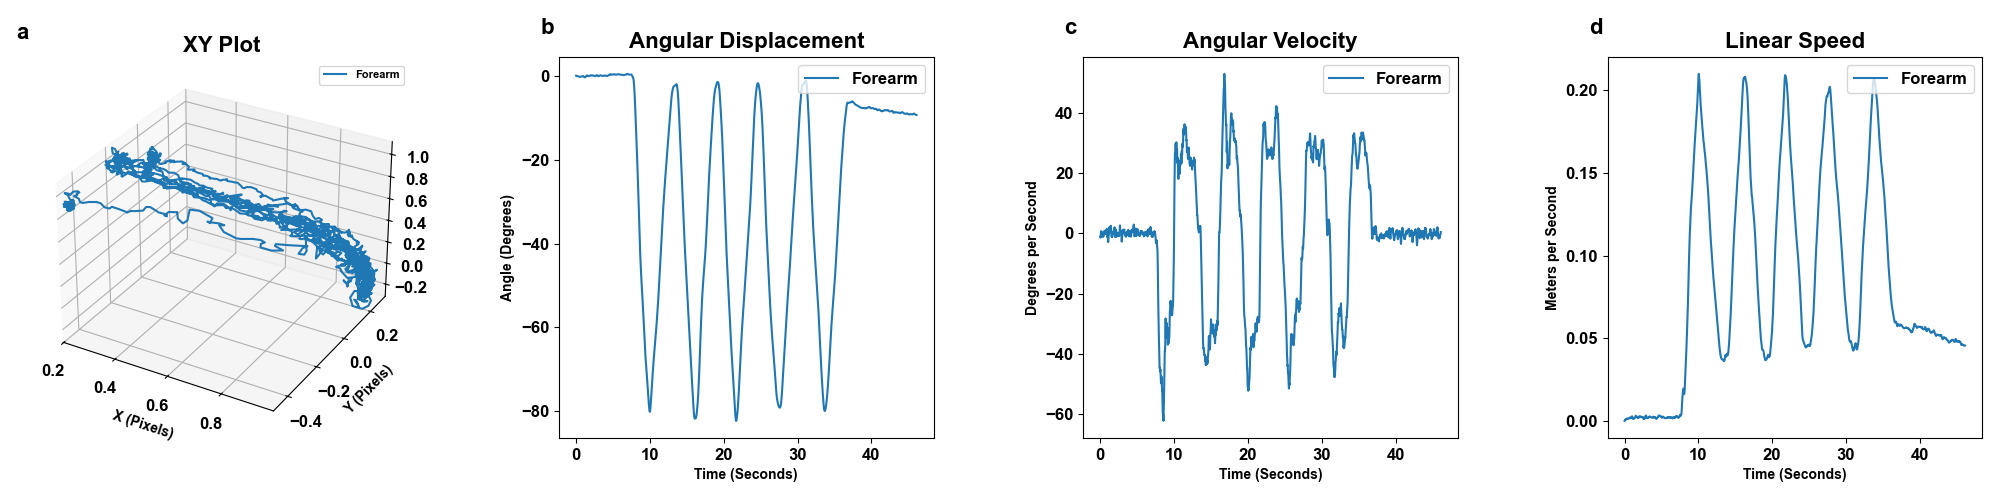 a
XY Plot
Forearm
1.0
0.8
0.6
0.4
0.2
0.0
−0.2
0.2
0.0
−0.2
−0.4
Y (Pixels)
0.2
0.4
0.6
0.8
X (Pixels)
b
Angular Displacement
Forearm
0
−20
−40
−60
−80
Angle (Degrees)
0 10 20 30 40
Time (Seconds)
c
Angular Velocity
Forearm
40
20
0
−20
−40
−60
Degrees per Second
0 10 20 30 40
Time (Seconds)
d
Linear Speed
Forearm
0.20
0.15
0.10
0.05
0.00
Meters per Second
0 10 20 30 40
Time (Seconds)